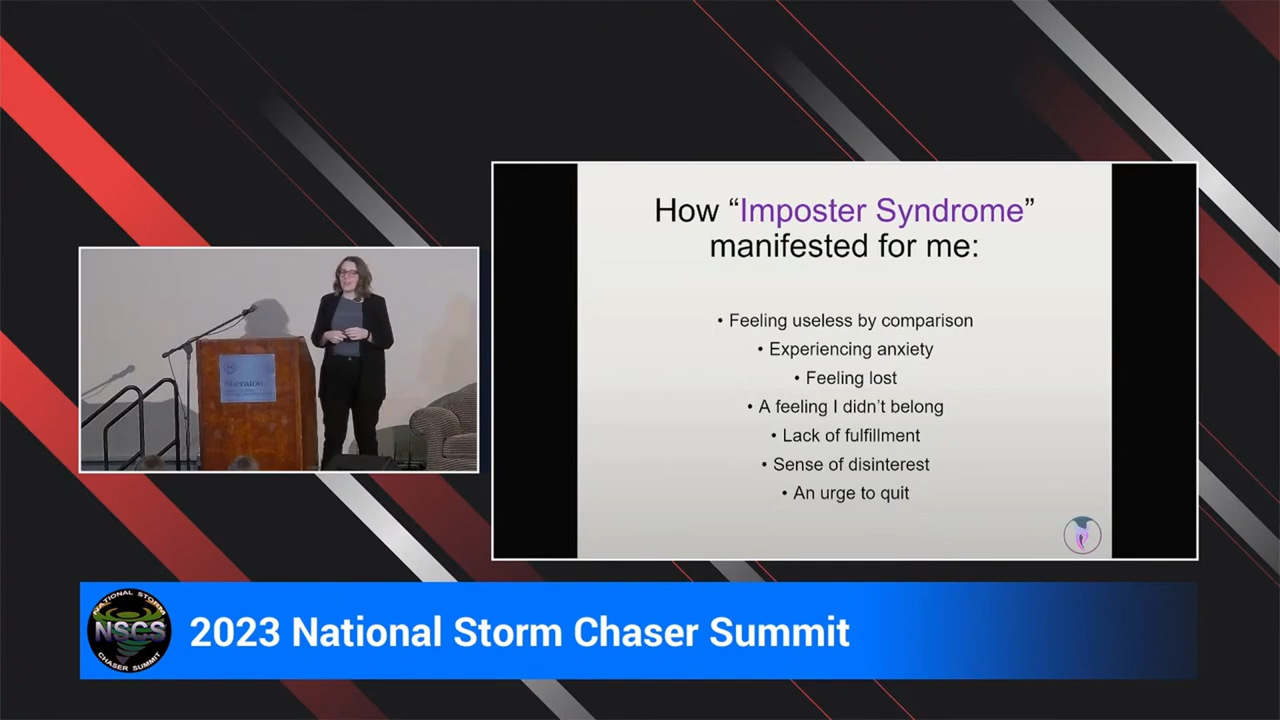 How “Imposter Syndrome”
manifested for me:
• Feeling useless by comparison
• Experiencing anxiety
• Feeling lost
• A feeling I didn’t belong
• Lack of fulfillment
• Sense of disinterest
• An urge to quit
Sheraton
NATIONAL STORM
NSCS
CHASER SUMMIT
2023 National Storm Chaser Summit